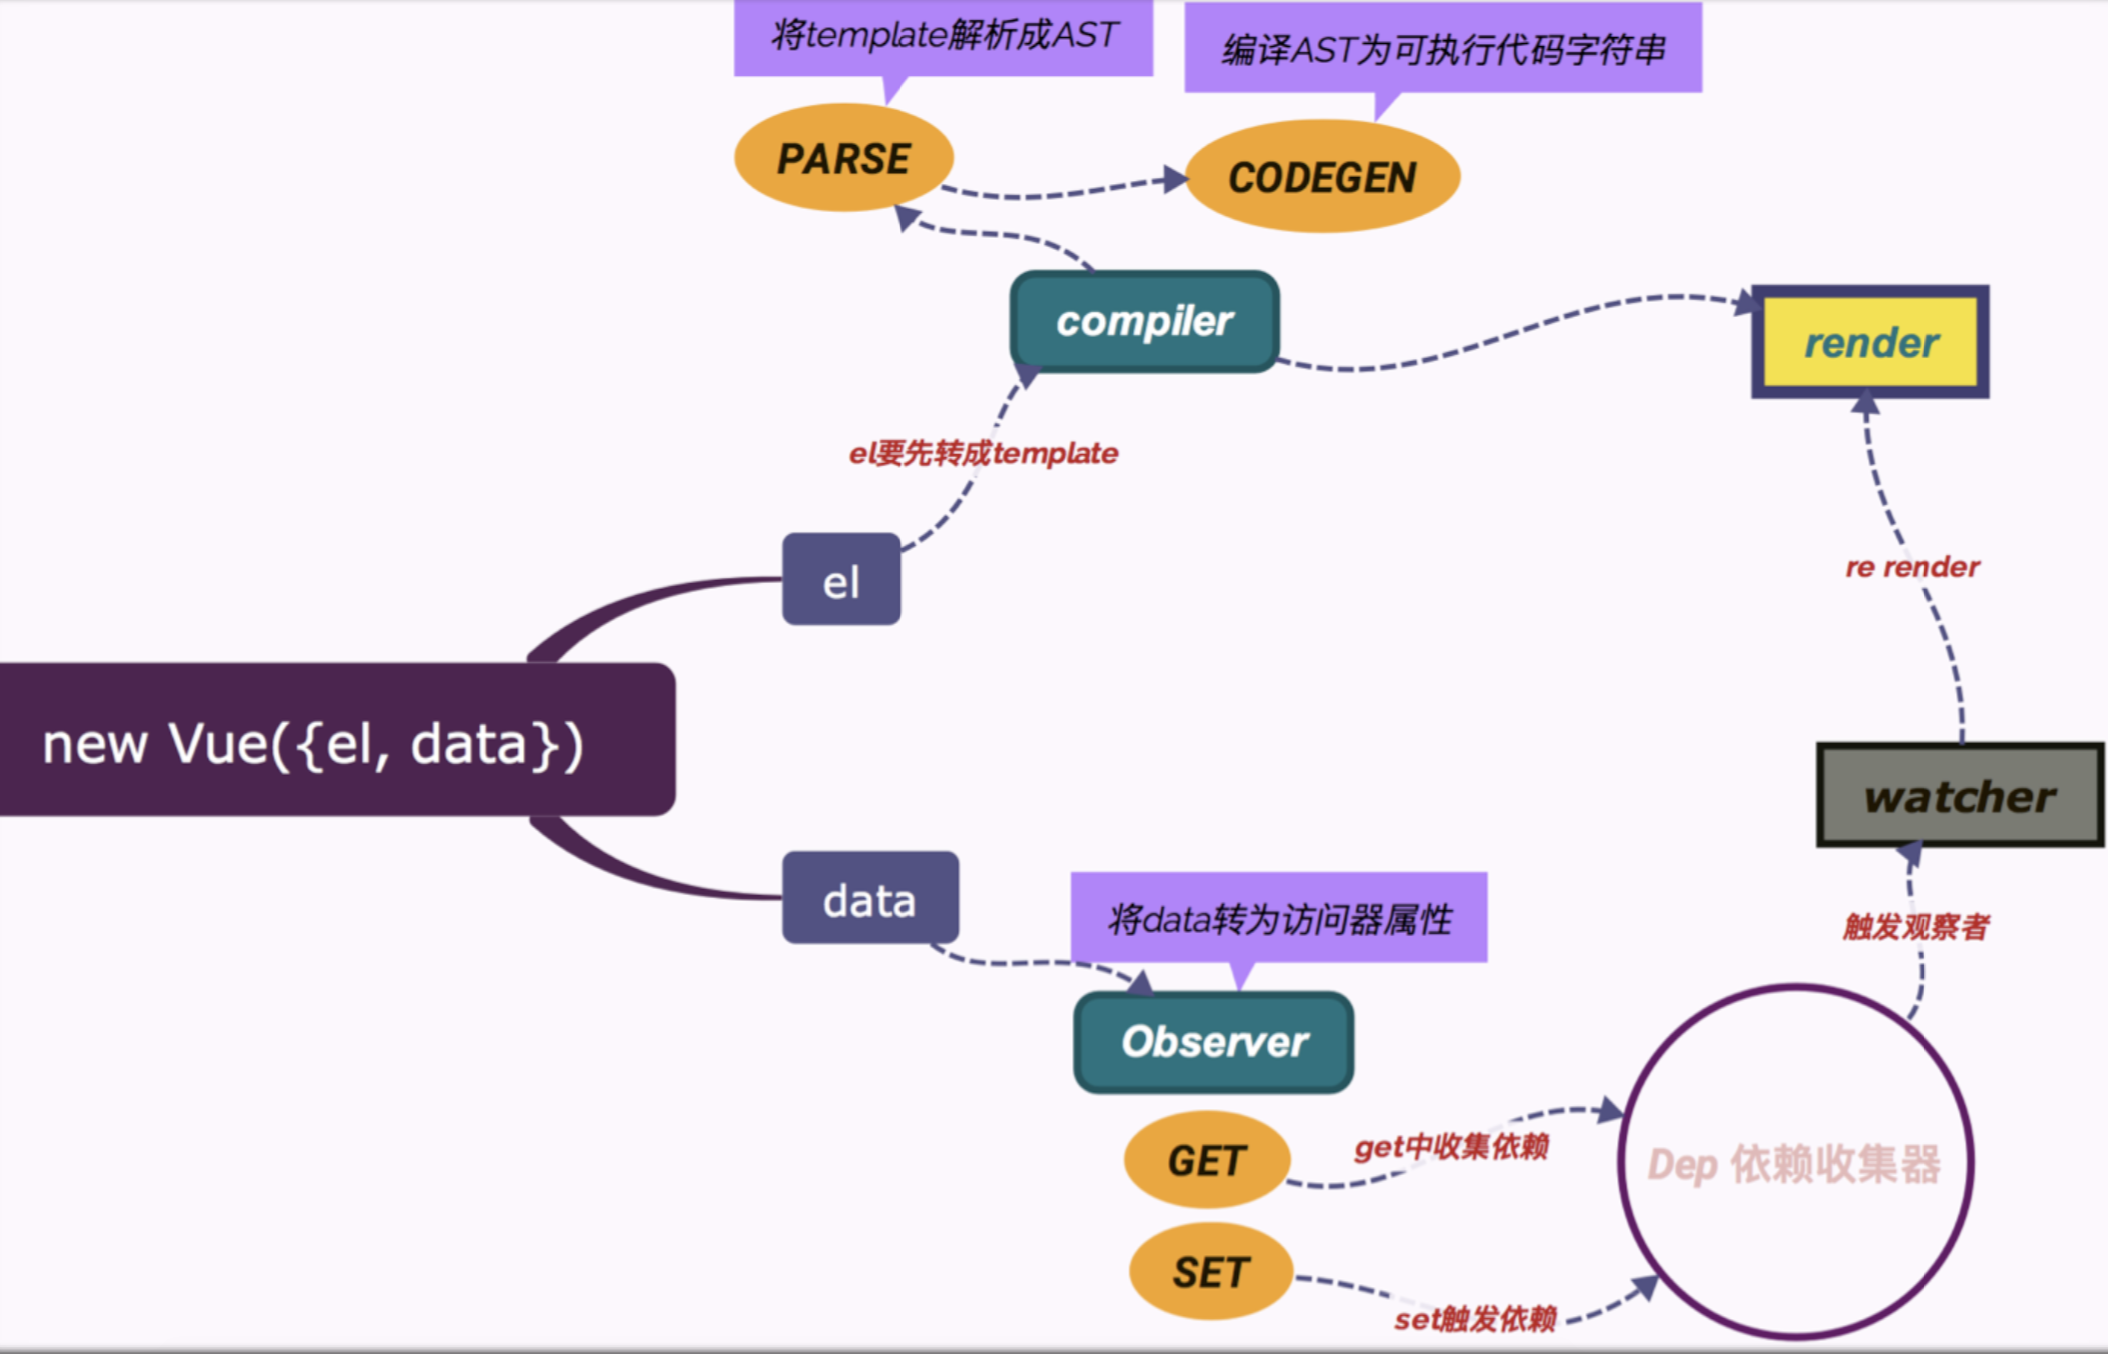 将template解析成AST
编译AST为可执行代码字符串
PARSE
CODEGEN
compiler
render
el要先转成template
re render
el
new Vue({el, data})
watcher
data
将data转为访问器属性
触发观察者
Observer
GET
get中收集依赖
Dep 依赖收集器
SET
set触发依赖